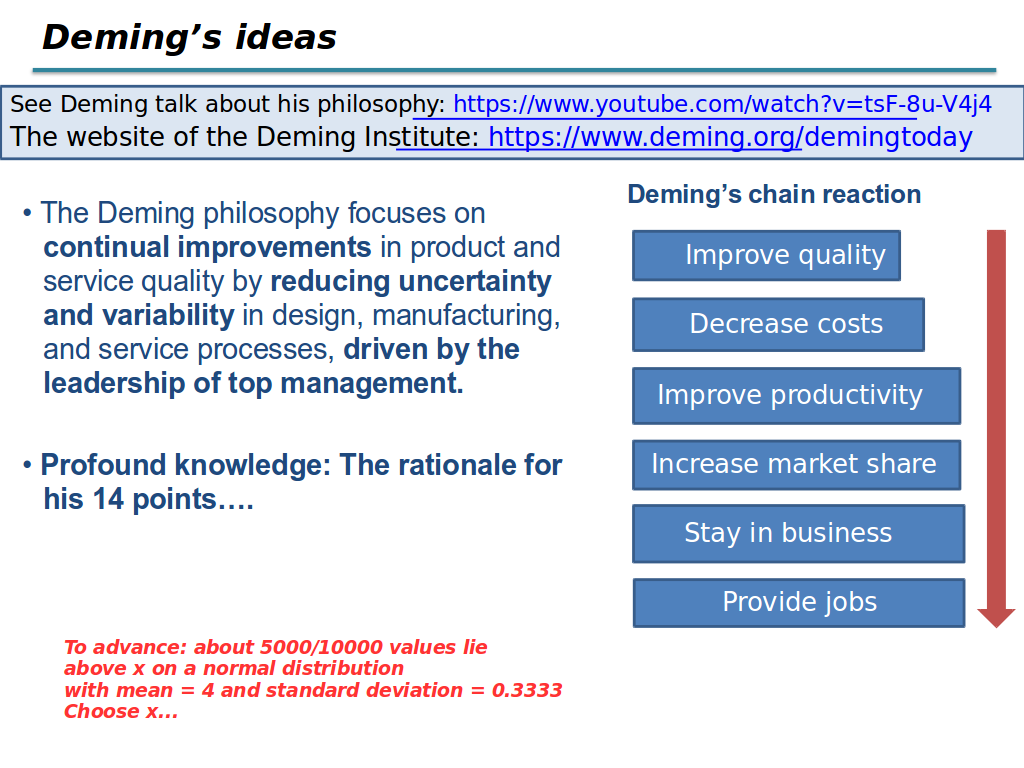 Deming’s ideas
See Deming talk about his philosophy: https://www.youtube.com/watch?v=tsF-8u-V4j4
The website of the Deming Institute: https://www.deming.org/demingtoday
• The Deming philosophy focuses on
continual improvements in product and
service quality by reducing uncertainty
and variability in design, manufacturing,
and service processes, driven by the
leadership of top management.
• Profound knowledge: The rationale for
his 14 points….
To advance: about 5000/10000 values lie
above x on a normal distribution
with mean = 4 and standard deviation = 0.3333
Choose x...
Deming’s chain reaction
Improve quality
Decrease costs
Improve productivity
Increase market share
Stay in business
Provide jobs